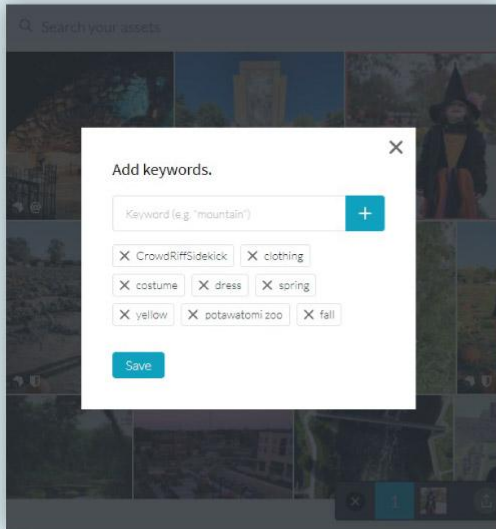 Search your assets
Add keywords.
Keyword (e.g. "mountain")
+
× CrowdRiffSidekick × clothing
× costume × dress × spring
× yellow × potawatomi zoo × fall
Save
1